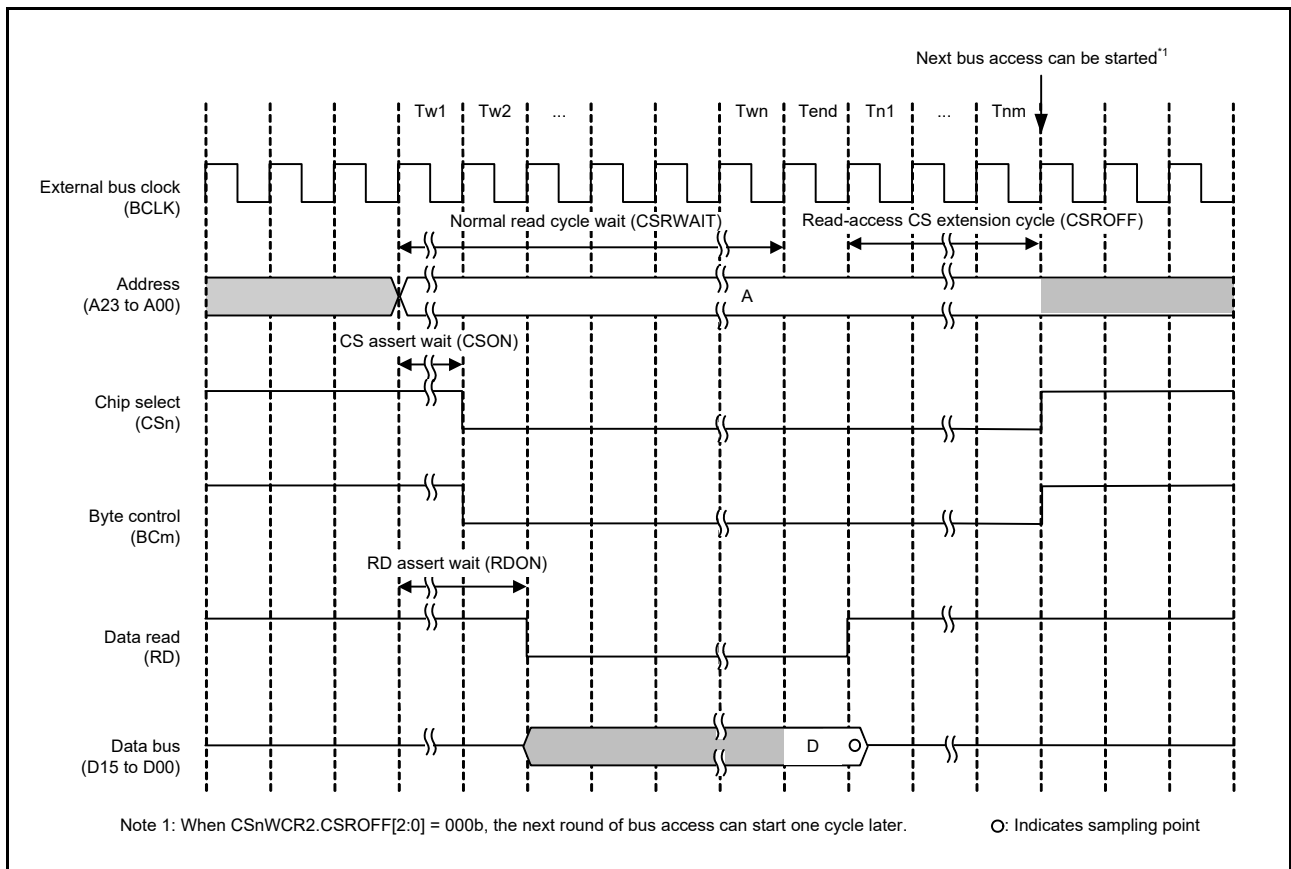 Next bus access can be started*1
Tw1 Tw2 ... Twn Tend Tn1 ... Tnm
External bus clock
(BCLK)
Normal read cycle wait (CSRWAIT)
Read-access CS extension cycle (CSROFF)
Address
(A23 to A00)
A
CS assert wait (CSON)
Chip select
(CSn)
Byte control
(BCm)
RD assert wait (RDON)
Data read
(RD)
Data bus
(D15 to D00)
D
Note 1: When CSnWCR2.CSROFF[2:0] = 000b, the next round of bus access can start one cycle later.
O: Indicates sampling point